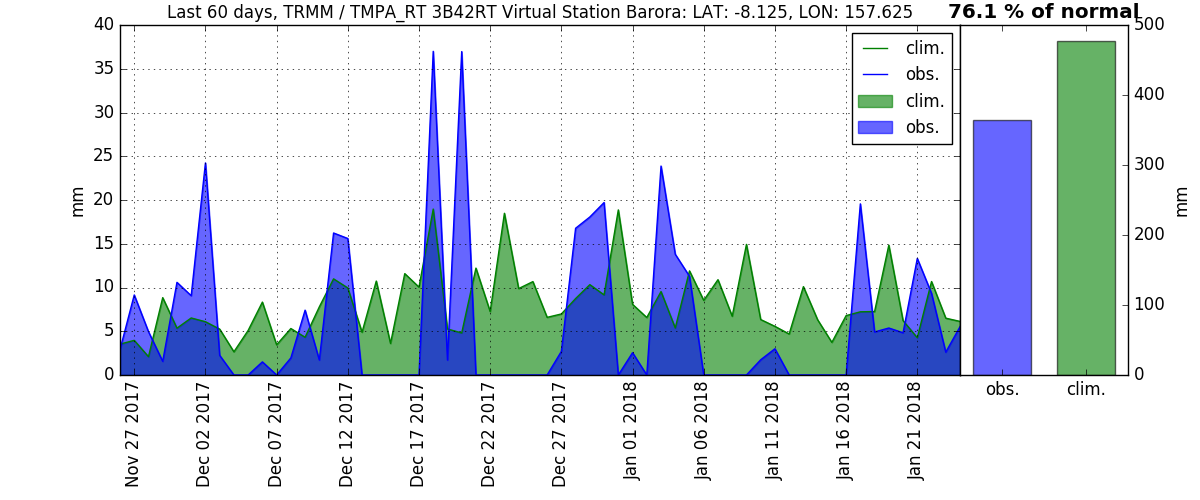 Last 60 days, TRMM / TMPA_RT 3B42RT Virtual Station Barora: LAT: -8.125, LON: 157.625
76.1 % of normal
40
35
30
25
20
15
10
5
0
mm
clim.
obs.
clim.
obs.
500
400
300
200
100
0
mm
obs.
clim.
Nov 27 2017
Dec 02 2017
Dec 07 2017
Dec 12 2017
Dec 17 2017
Dec 22 2017
Dec 27 2017
Jan 01 2018
Jan 06 2018
Jan 11 2018
Jan 16 2018
Jan 21 2018